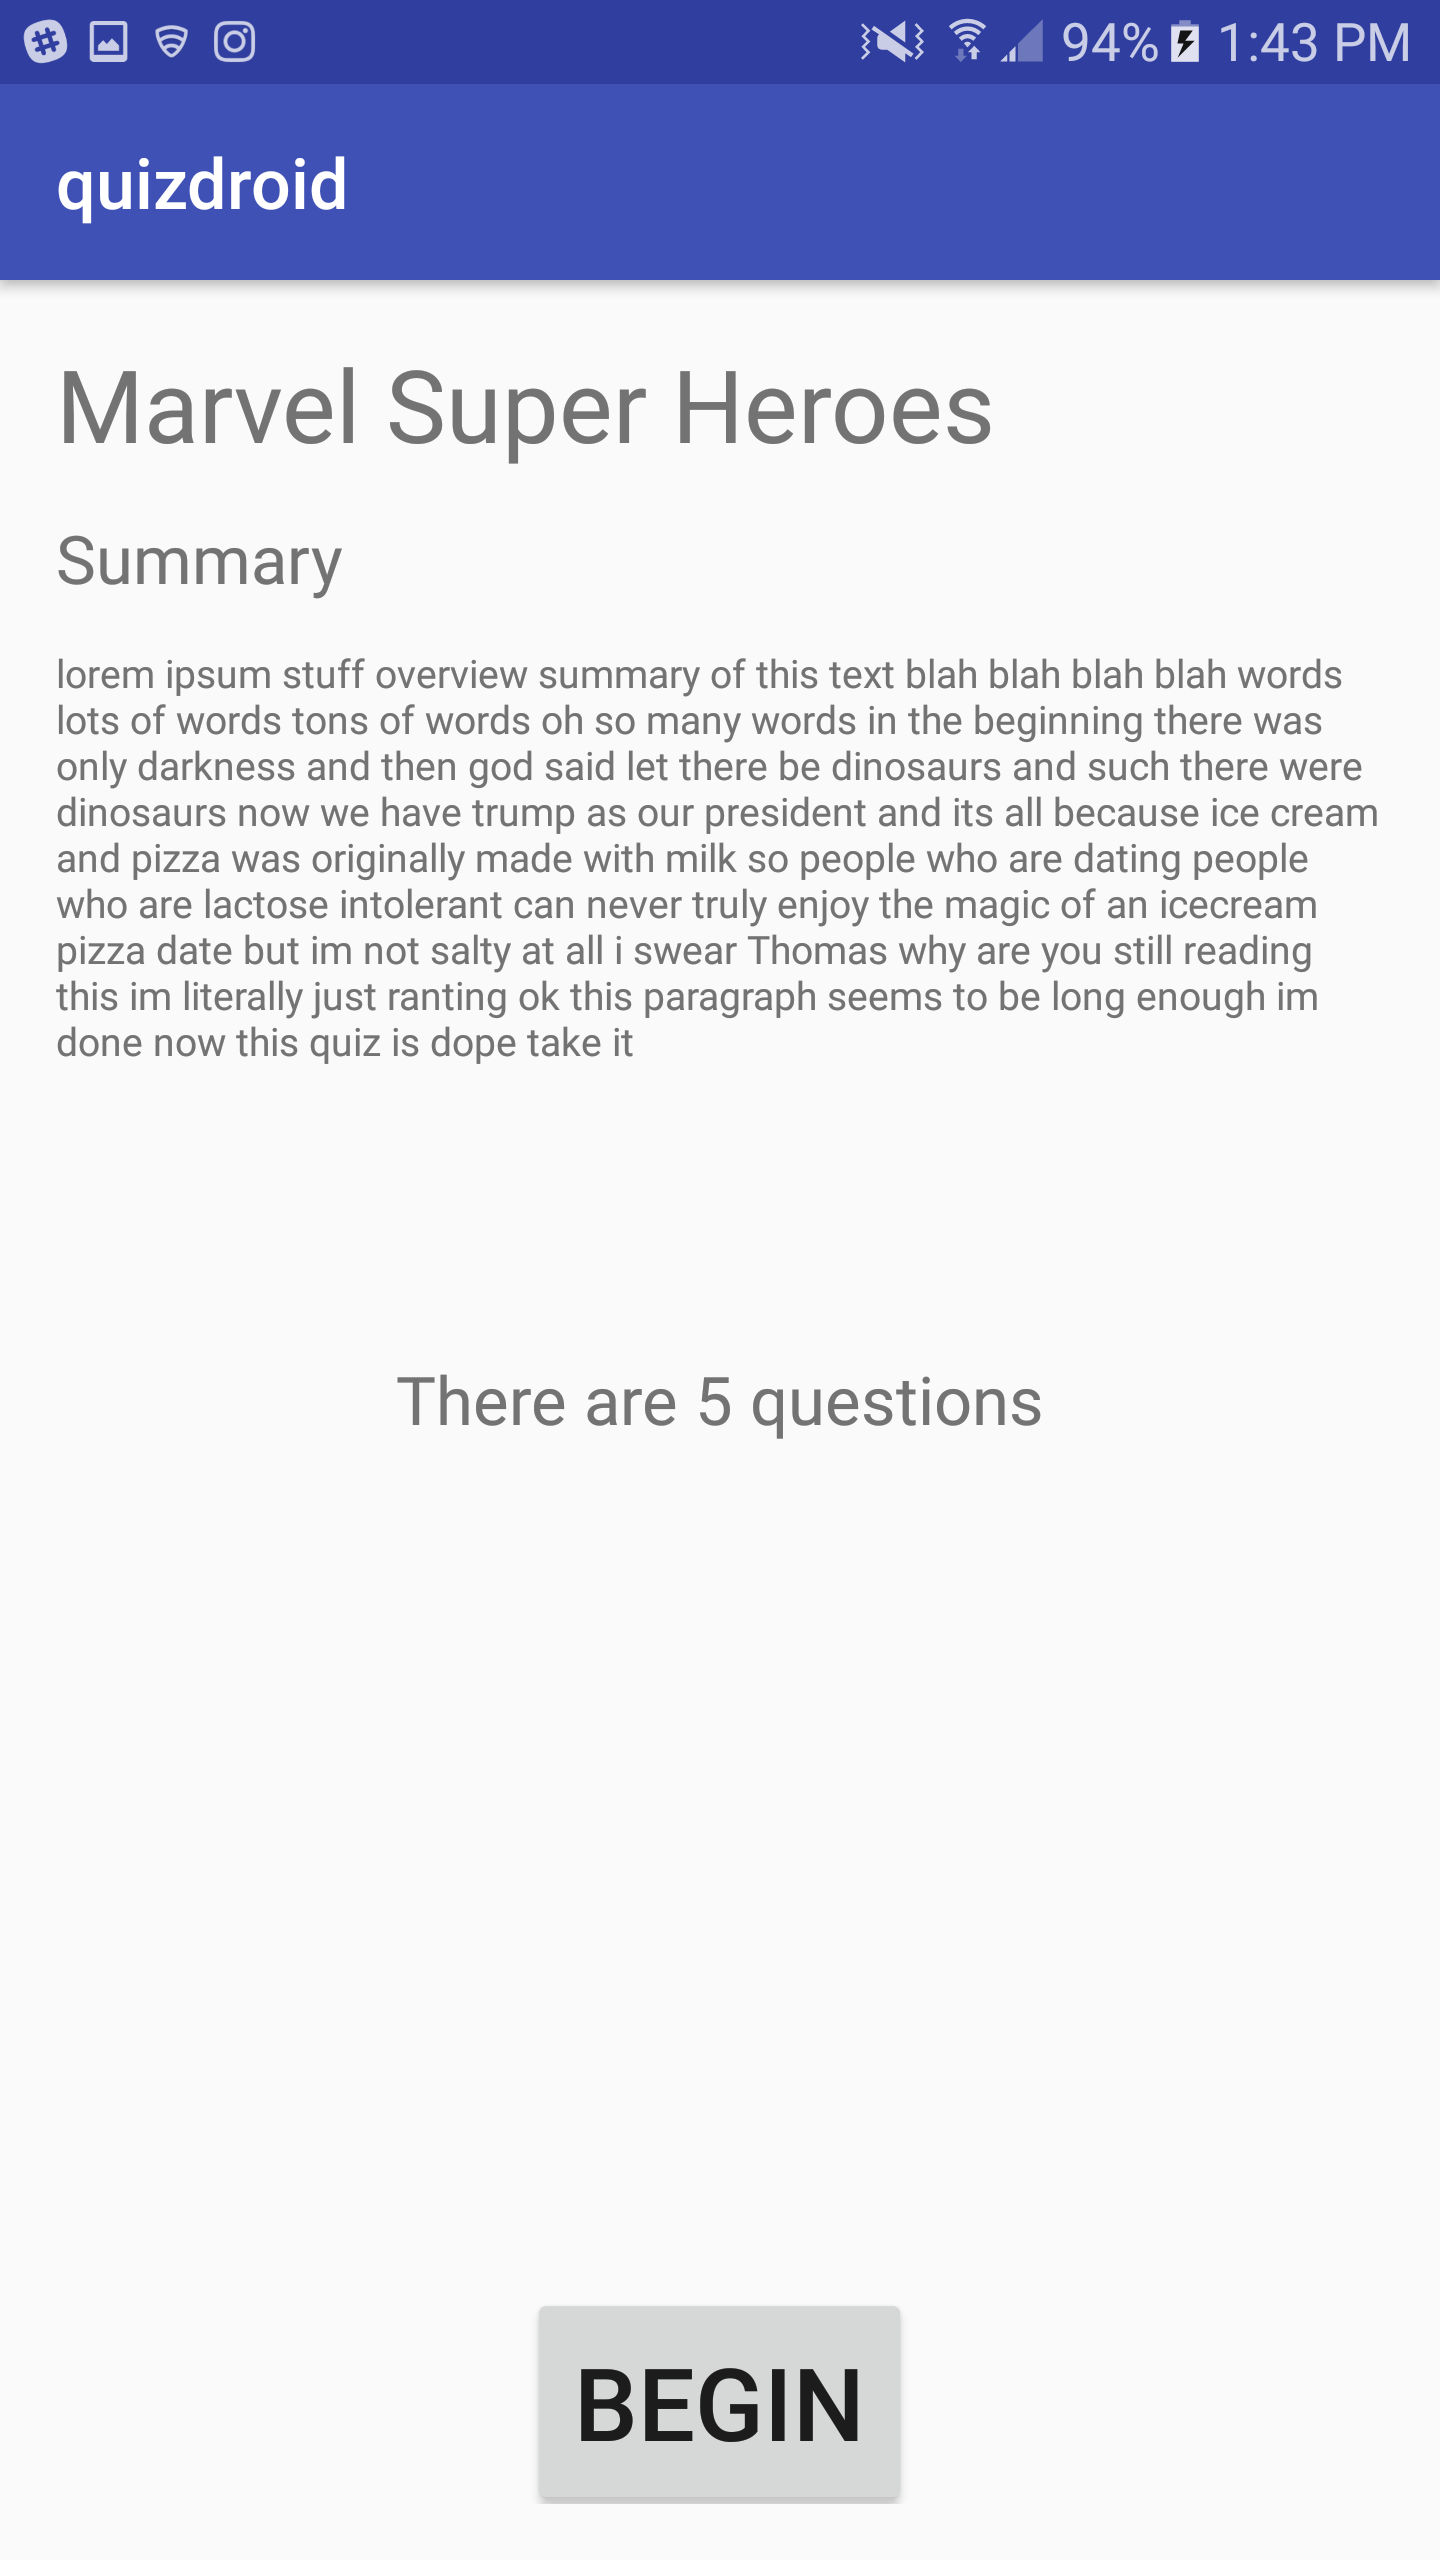 94% 1:43 PM
quizdroid
Marvel Super Heroes
Summary
lorem ipsum stuff overview summary of this text blah blah blah blah words
lots of words tons of words oh so many words in the beginning there was
only darkness and then god said let there be dinosaurs and such there were
dinosaurs now we have trump as our president and its all because ice cream
and pizza was originally made with milk so people who are dating people
who are lactose intolerant can never truly enjoy the magic of an icecream
pizza date but im not salty at all i swear Thomas why are you still reading
this im literally just ranting ok this paragraph seems to be long enough im
done now this quiz is dope take it
There are 5 questions
BEGIN